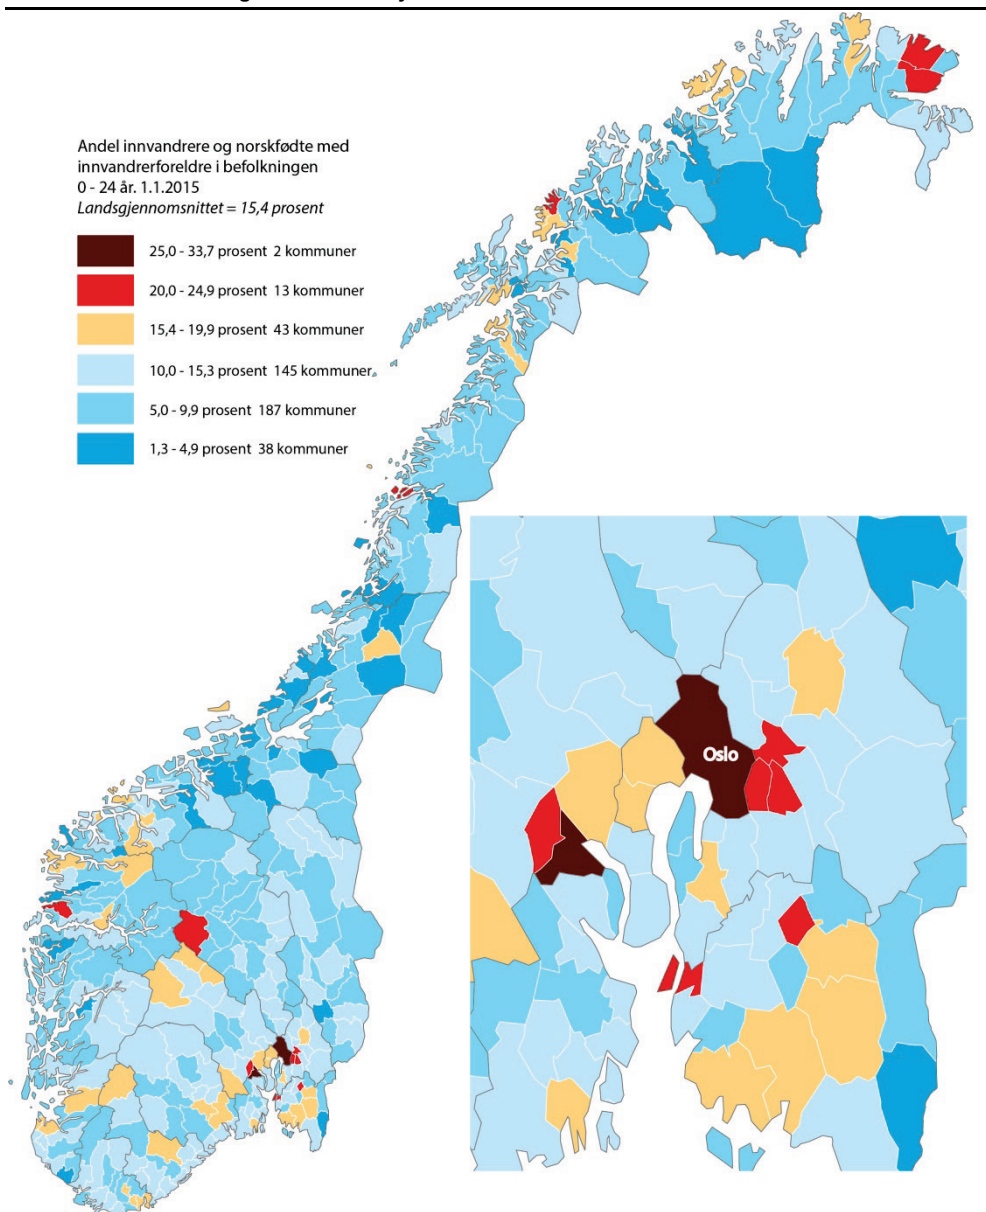 Andel innvandrere og norskfødte med
innvandrerforeldre i befolkningen
0 - 24 år. 1.1.2015
Landsgjennomsnittet = 15,4 prosent
25,0 - 33,7 prosent 2 kommuner
20,0 - 24,9 prosent 13 kommuner
15,4 - 19,9 prosent 43 kommuner
10,0 - 15,3 prosent 145 kommuner
5,0 - 9,9 prosent 187 kommuner
1,3 - 4,9 prosent 38 kommuner
Oslo